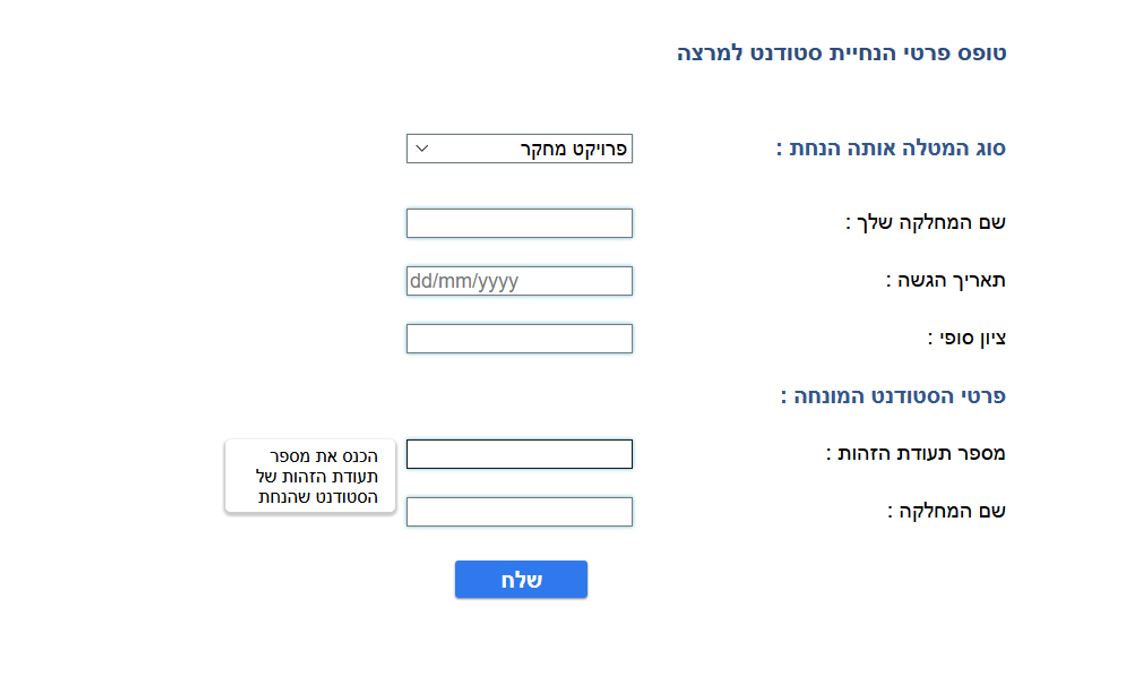 טופס פרטי הנחיית סטודנט למרצה
סוג המטלה אותה הנחת :
פרויקט מחקר
שם המחלקה שלך :
תאריך הגשה :
dd/mm/yyyy
ציון סופי :
פרטי הסטודנט המונחה :
מספר תעודת הזהות :
הכנס את מספר
תעודת הזהות של
הסטודנט שהנחת
שם המחלקה :
שלח